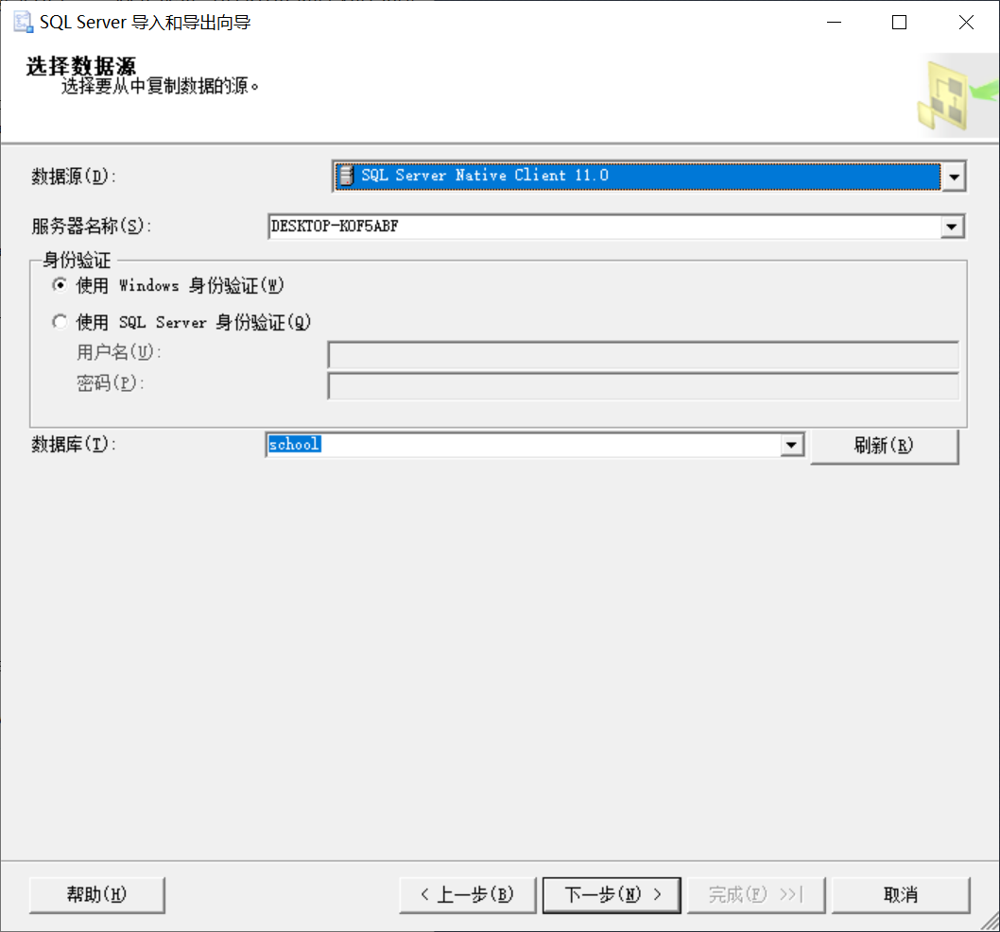 SQL Server 导入和导出向导
选择数据源
选择要从中复制数据的源。
数据源(D):
SQL Server Native Client 11.0
服务器名称(S):
DESKTOP-KOF5ABF
身份验证
使用 Windows 身份验证(W)
使用 SQL Server 身份验证(Q)
用户名(U):
密码(P):
数据库(T):
school
刷新(R)
帮助(H)
< 上一步(B)
下一步(N) >
完成(F) >>|
取消